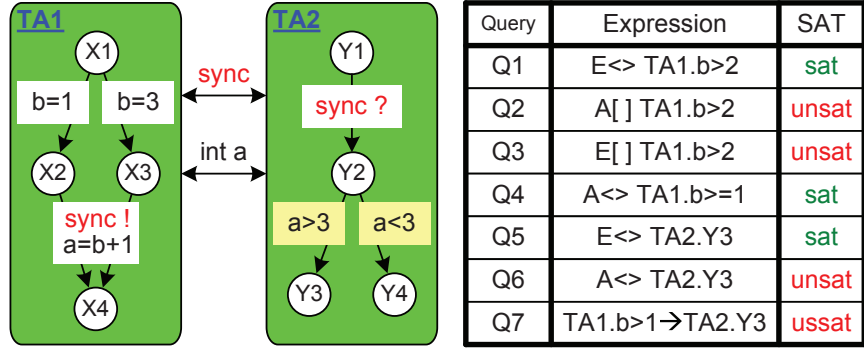 TA1
X1
b=1
b=3
X2
X3
sync !
a=b+1
X4
sync
int a
TA2
Y1
sync ?
Y2
a>3
a<3
Y3
Y4
Query Expression SAT
Q1 E<> TA1.b>2 sat
Q2 A[ ] TA1.b>2 unsat
Q3 E[ ] TA1.b>2 unsat
Q4 A<> TA1.b>=1 sat
Q5 E<> TA2.Y3 sat
Q6 A<> TA2.Y3 unsat
Q7 TA1.b>1→TA2.Y3 ussat